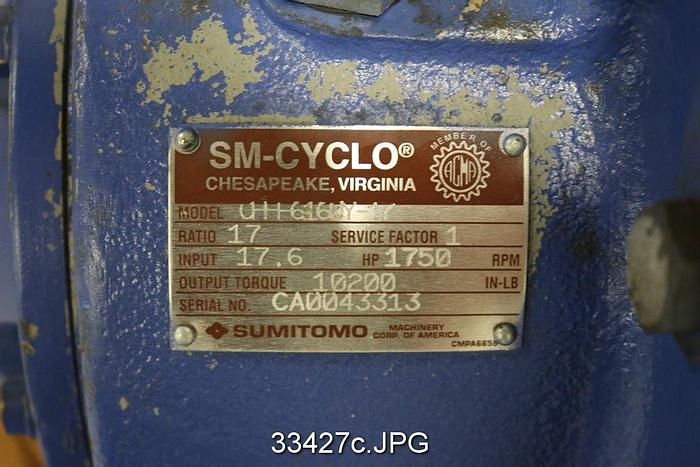 SM-CYCLO®
CHESAPEAKE, VIRGINIA
MEMBER OF
AGMA
MODEL
RATIO 17 SERVICE FACTOR 1
INPUT 17.6 HP 1750 RPM
OUTPUT TORQUE 10200 IN-LB
SERIAL NO. CA0043313
SUMITOMO MACHINERY
CORP. OF AMERICA
33427c.JPG